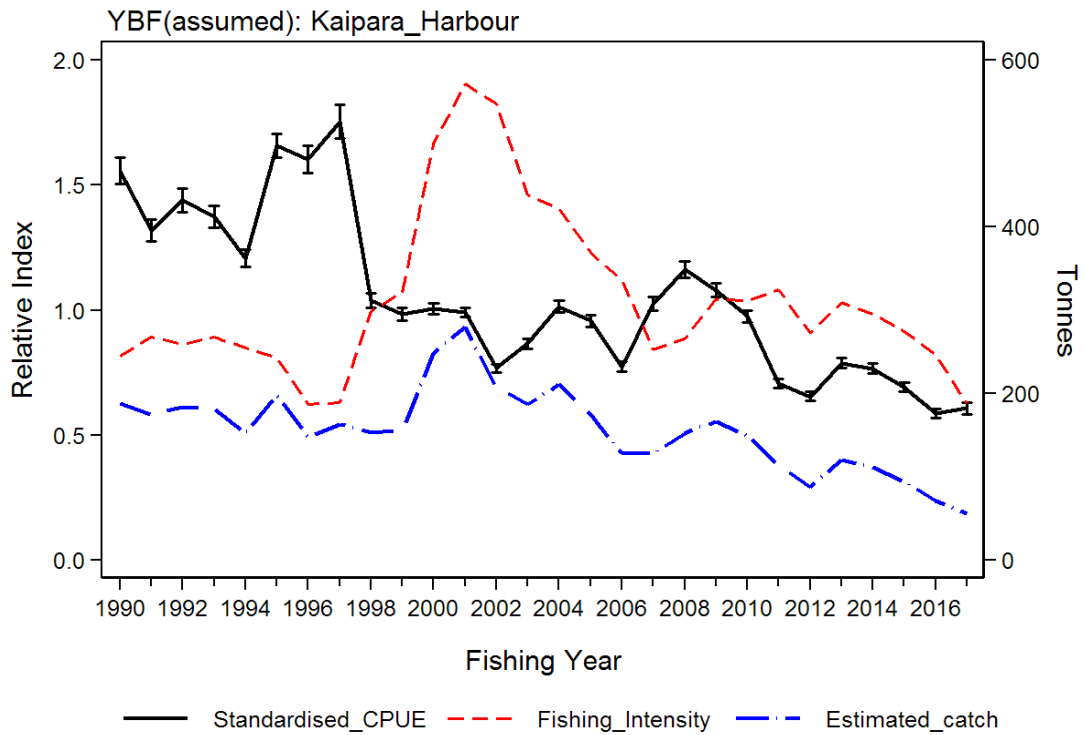 YBF(assumed): Kaipara_Harbour
2.0
1.5
1.0
0.5
0.0
Relative Index
600
400
200
0
Tonnes
1990 1992 1994 1996 1998 2000 2002 2004 2006 2008 2010 2012 2014 2016
Fishing Year
Standardised_CPUE Fishing_Intensity Estimated_catch